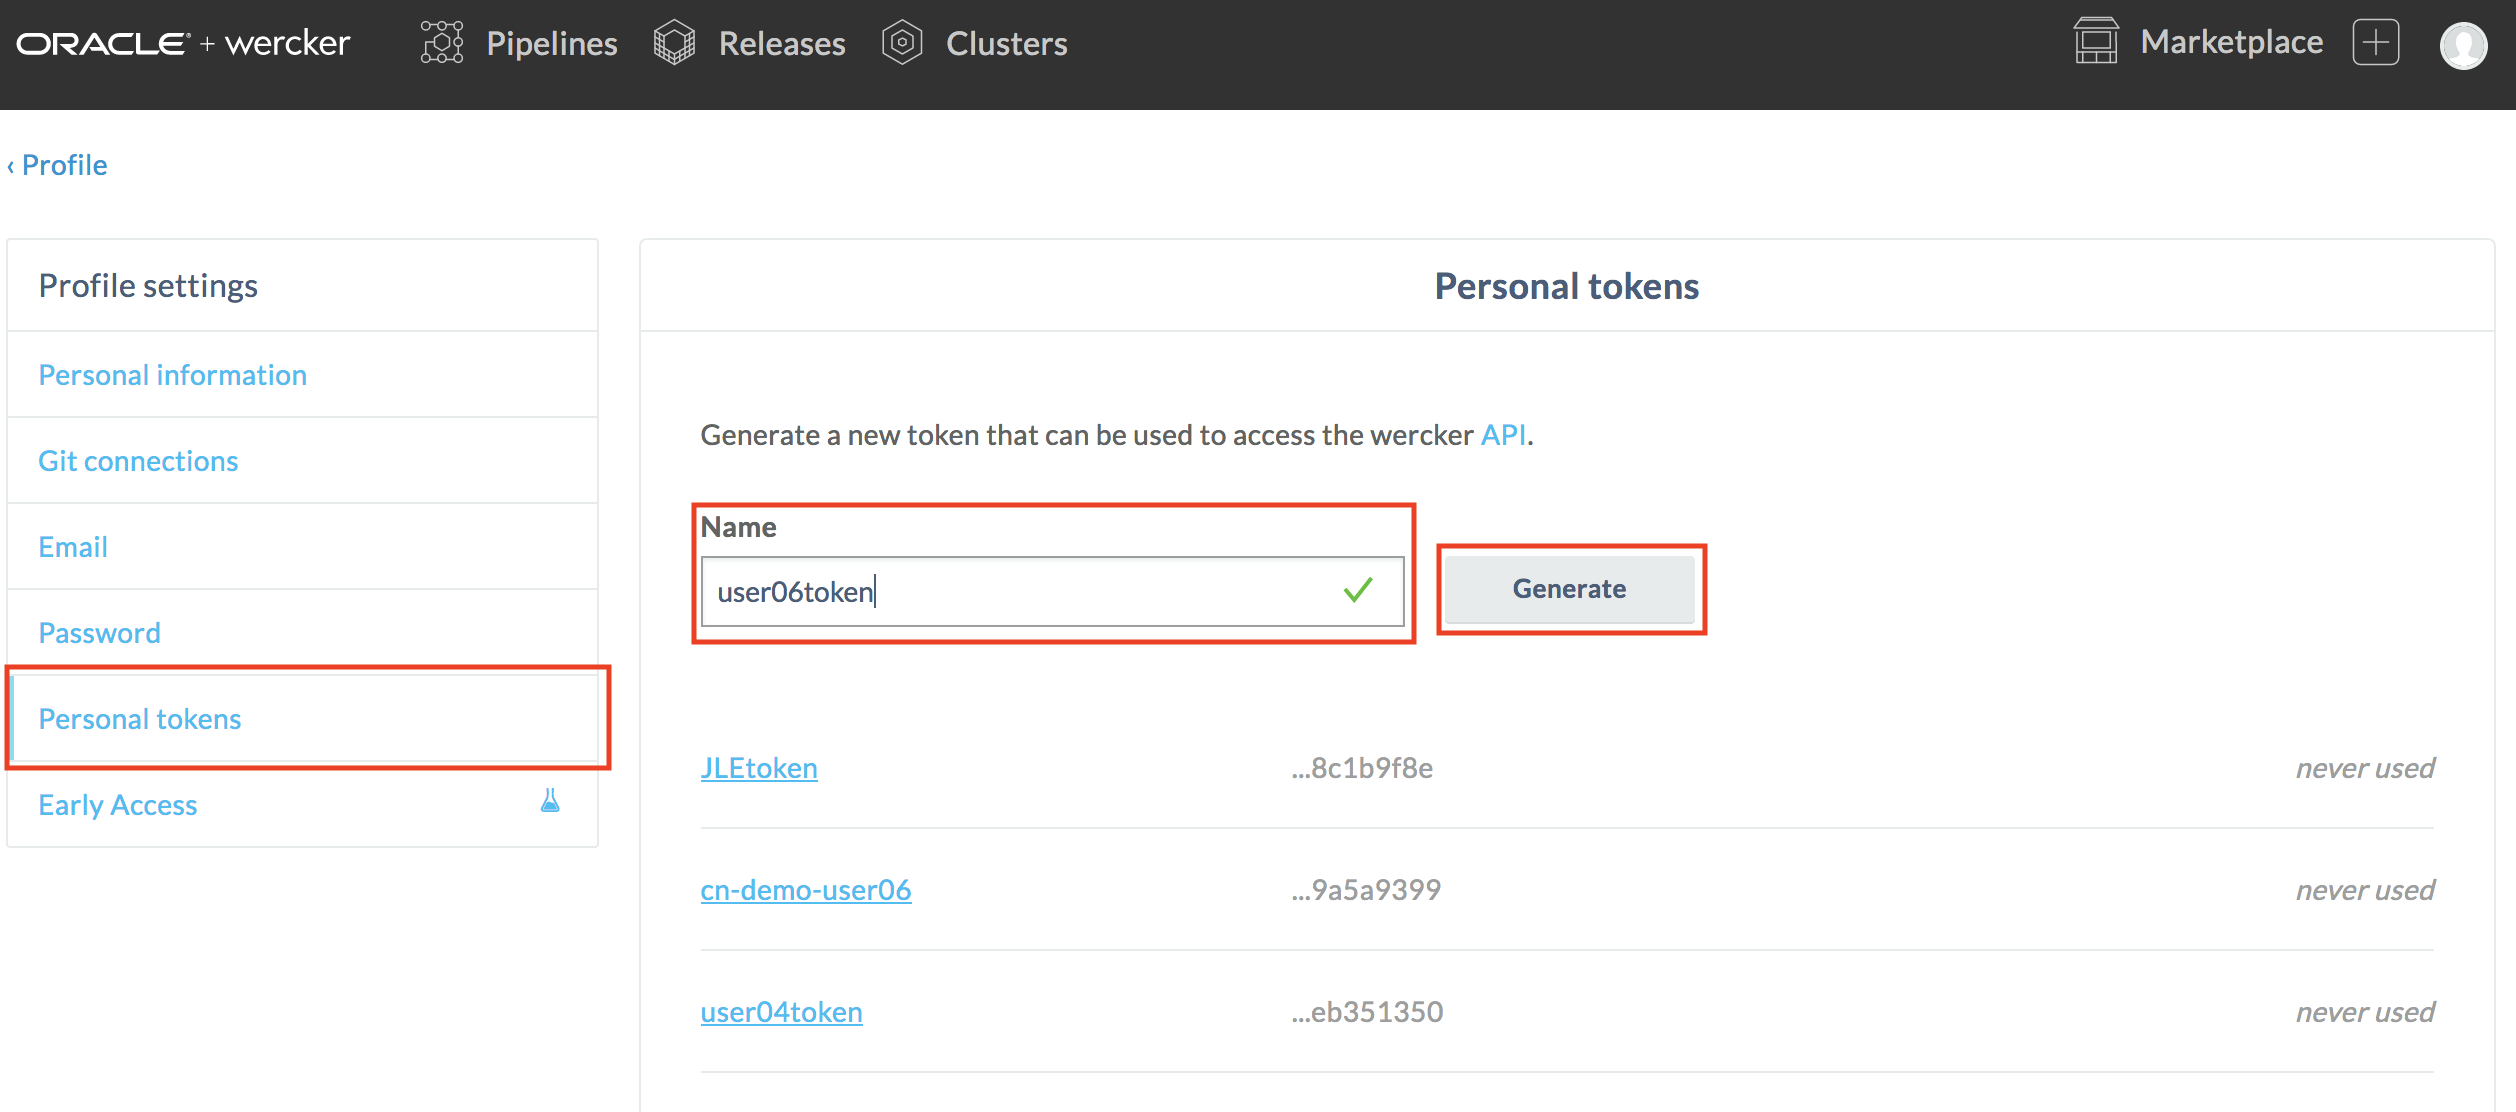 ORACLE® + wercker Pipelines Releases Clusters Marketplace
‹ Profile
Profile settings
Personal information
Git connections
Email
Password
Personal tokens
Early Access
Personal tokens
Generate a new token that can be used to access the wercker API.
Name
user06token
Generate
JLEtoken ...8c1b9f8e never used
cn-demo-user06 ...9a5a9399 never used
user04token ...eb351350 never used